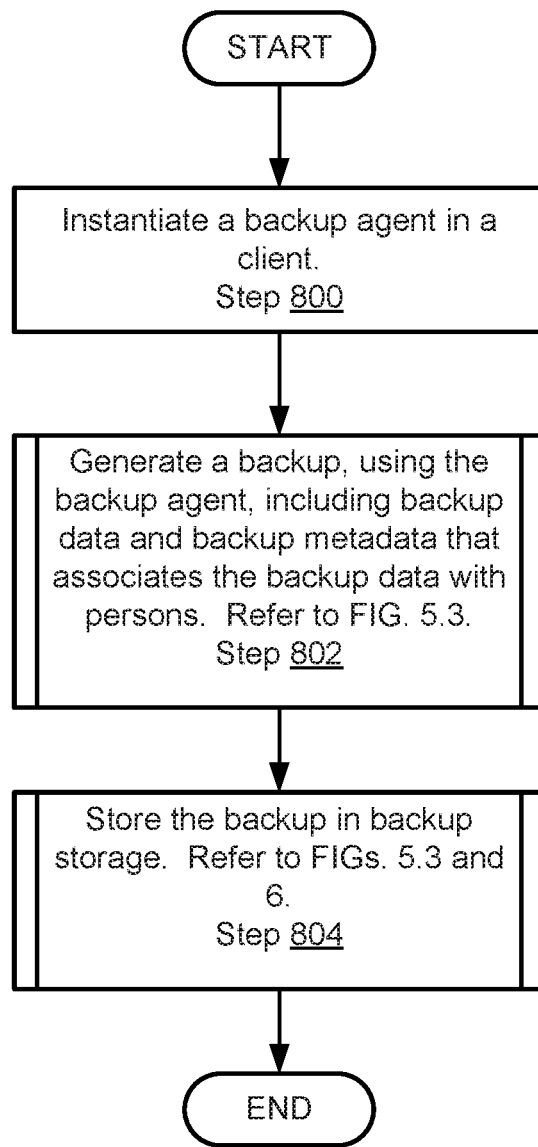 START
Instantiate a backup agent in a
client.
Step 800
Generate a backup, using the
backup agent, including backup
data and backup metadata that
associates the backup data with
persons.  Refer to FIG. 5.3.
Step 802
Store the backup in backup
storage.  Refer to FIGs. 5.3 and
6.
Step 804
END